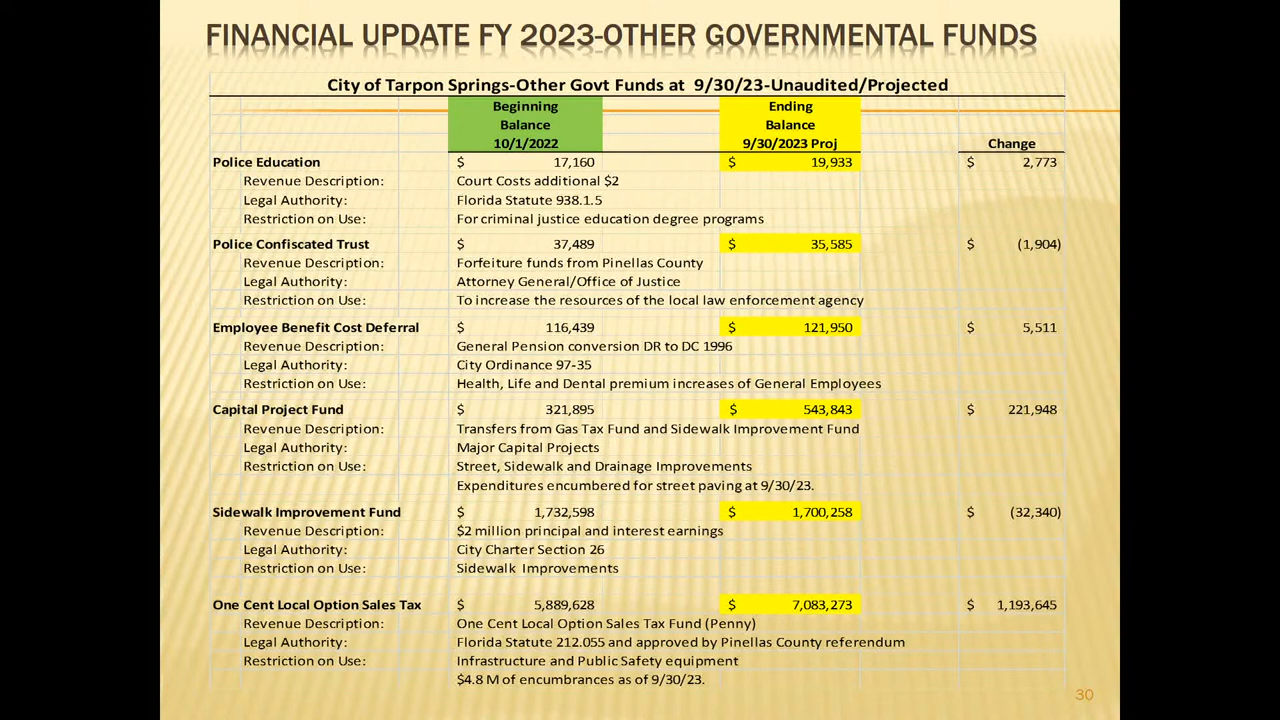 FINANCIAL UPDATE FY 2023-OTHER GOVERNMENTAL FUNDS
City of Tarpon Springs-Other Govt Funds at 9/30/23-Unaudited/Projected
Beginning Ending
Balance Balance
10/1/2022 9/30/2023 Proj Change
Police Education $ 17,160 $ 19,933 $ 2,773
Revenue Description: Court Costs additional $2
Legal Authority: Florida Statute 938.1.5
Restriction on Use: For criminal justice education degree programs
Police Confiscated Trust $ 37,489 $ 35,585 $ (1,904)
Revenue Description: Forfeiture funds from Pinellas County
Legal Authority: Attorney General/Office of Justice
Restriction on Use: To increase the resources of the local law enforcement agency
Employee Benefit Cost Deferral $ 116,439 $ 121,950 $ 5,511
Revenue Description: General Pension conversion DR to DC 1996
Legal Authority: City Ordinance 97-35
Restriction on Use: Health, Life and Dental premium increases of General Employees
Capital Project Fund $ 321,895 $ 543,843 $ 221,948
Revenue Description: Transfers from Gas Tax Fund and Sidewalk Improvement Fund
Legal Authority: Major Capital Projects
Restriction on Use: Street, Sidewalk and Drainage Improvements
Expenditures encumbered for street paving at 9/30/23.
Sidewalk Improvement Fund $ 1,732,598 $ 1,700,258 $ (32,340)
Revenue Description: $2 million principal and interest earnings
Legal Authority: City Charter Section 26
Restriction on Use: Sidewalk Improvements
One Cent Local Option Sales Tax $ 5,889,628 $ 7,083,273 $ 1,193,645
Revenue Description: One Cent Local Option Sales Tax Fund (Penny)
Legal Authority: Florida Statute 212.055 and approved by Pinellas County referendum
Restriction on Use: Infrastructure and Public Safety equipment
$4.8 M of encumbrances as of 9/30/23.
30